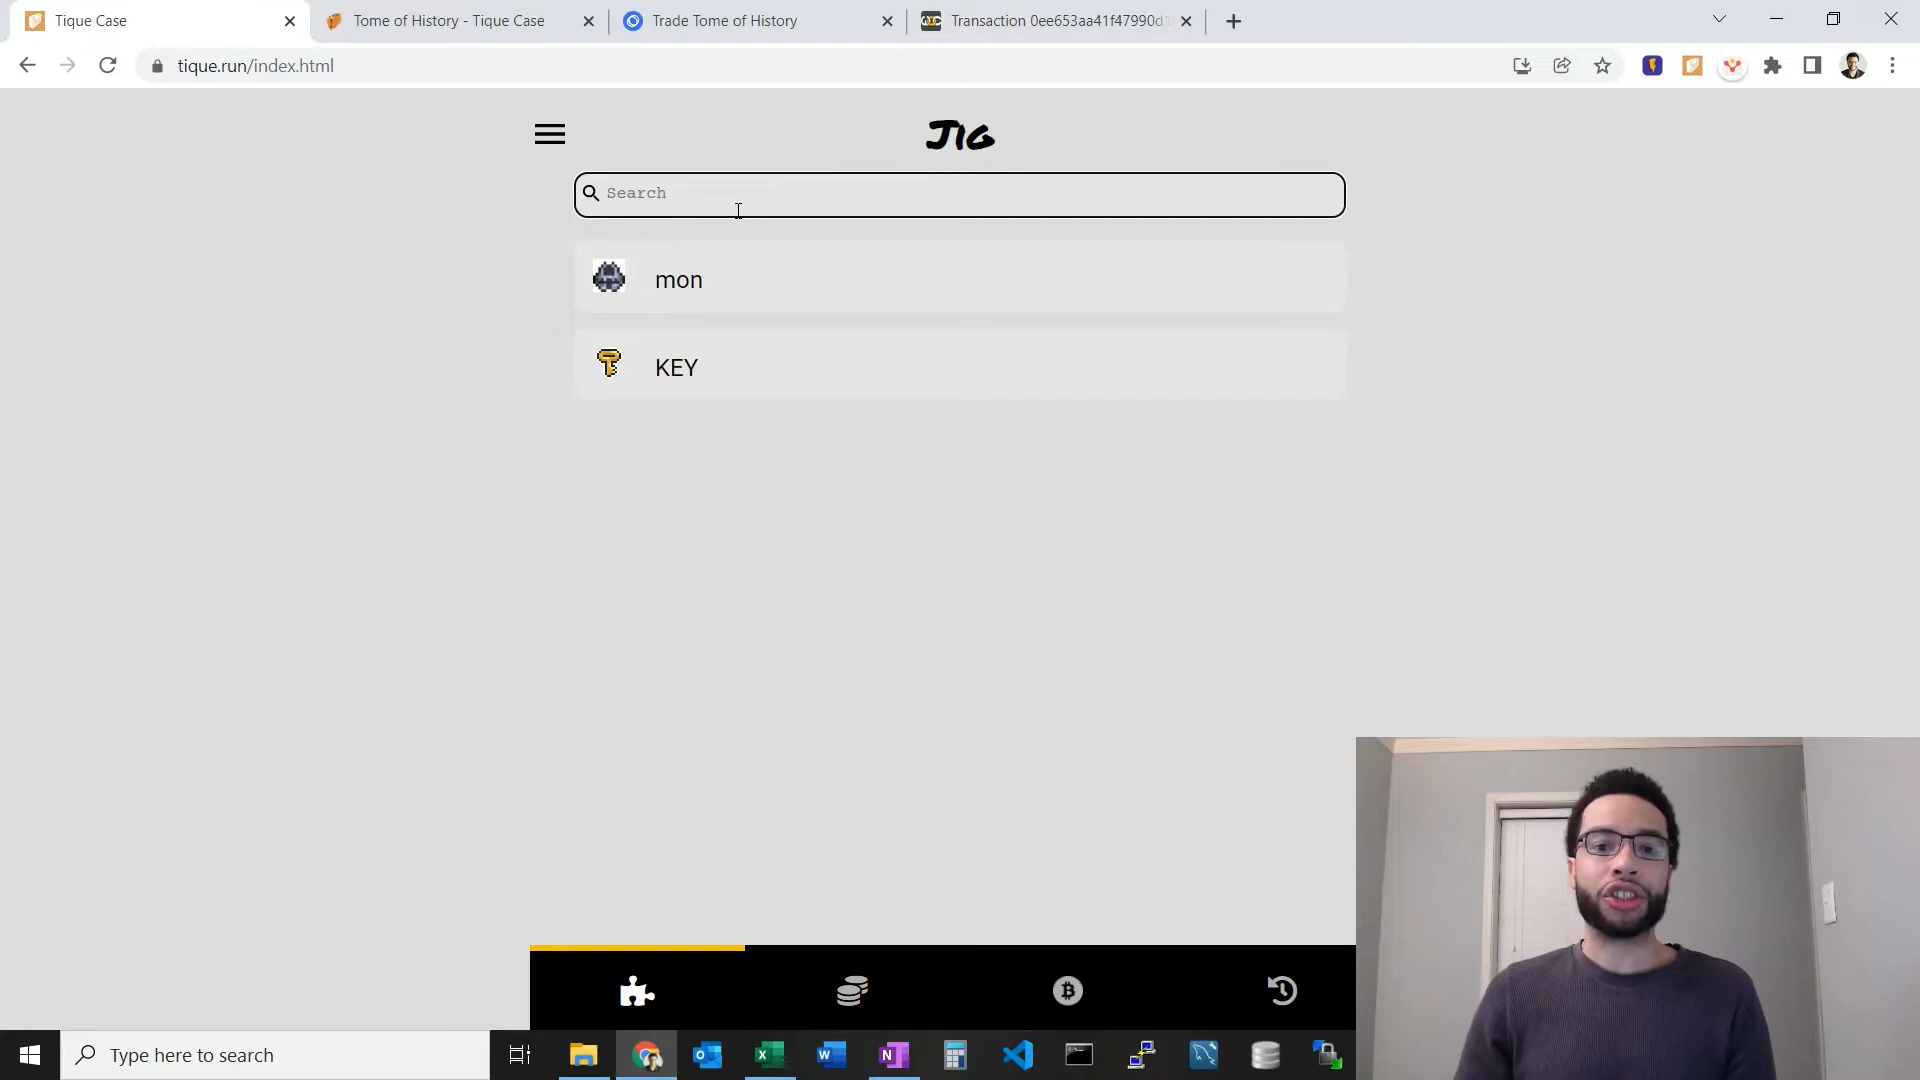 Tique Case
Tome of History - Tique Case
Trade Tome of History
Transaction 0ee653aa41f47990d
tique.run/index.html
Jig
Search
mon
KEY
Type here to search